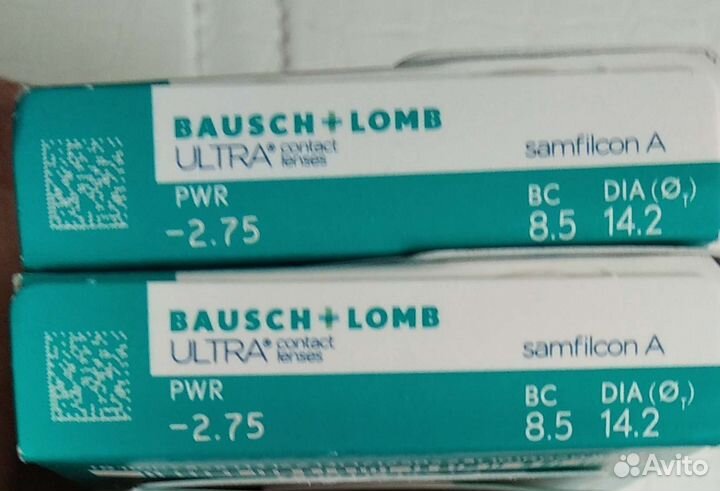 BAUSCH + LOMB
ULTRA® contact lenses samfilcon A
PWR BC DIA (Ø T)
-2.75 8.5 14.2
BAUSCH + LOMB
ULTRA® contact lenses samfilcon A
PWR BC DIA (Ø T)
-2.75 8.5 14.2
Avito